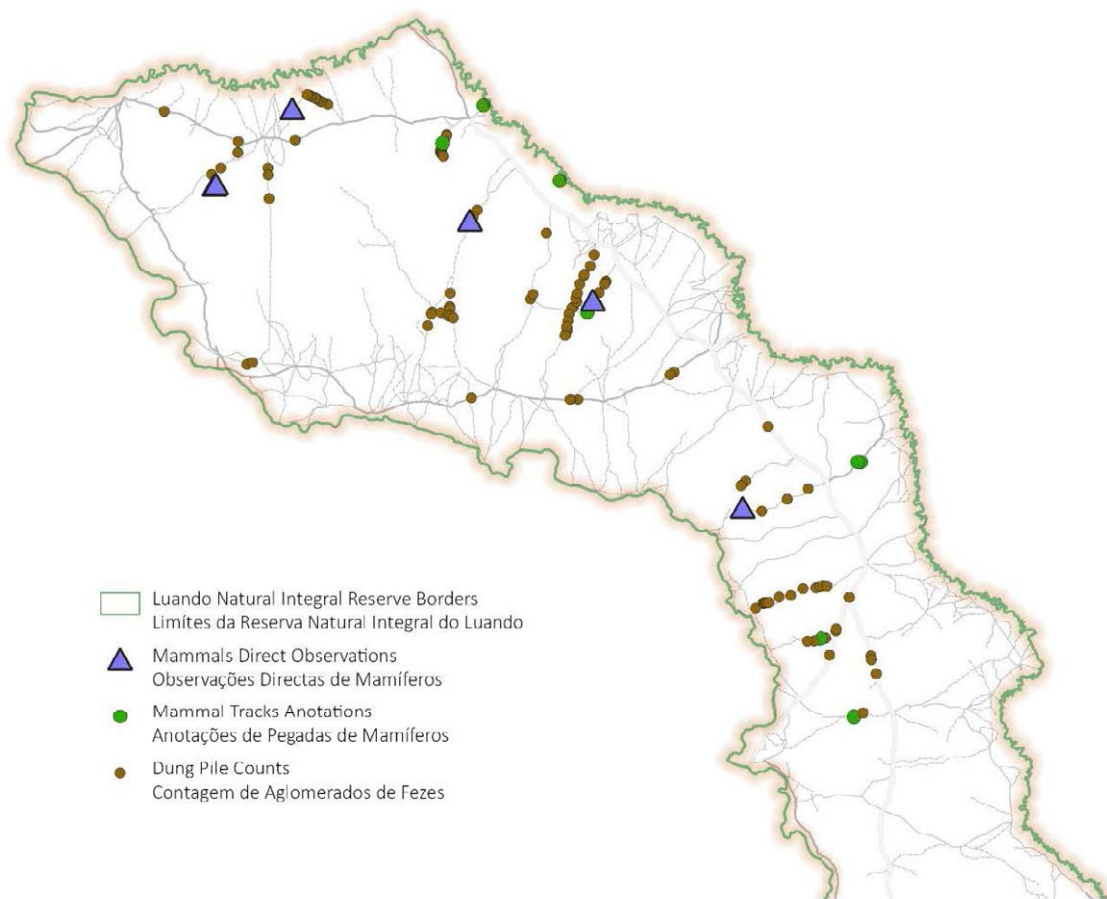 Luando Natural Integral Reserve Borders
Limítes da Reserva Natural Integral do Luando
Mammals Direct Observations
Observações Directas de Mamíferos
Mammal Tracks Anotations
Anotações de Pegadas de Mamíferos
Dung Pile Counts
Contagem de Aglomerados de Fezes